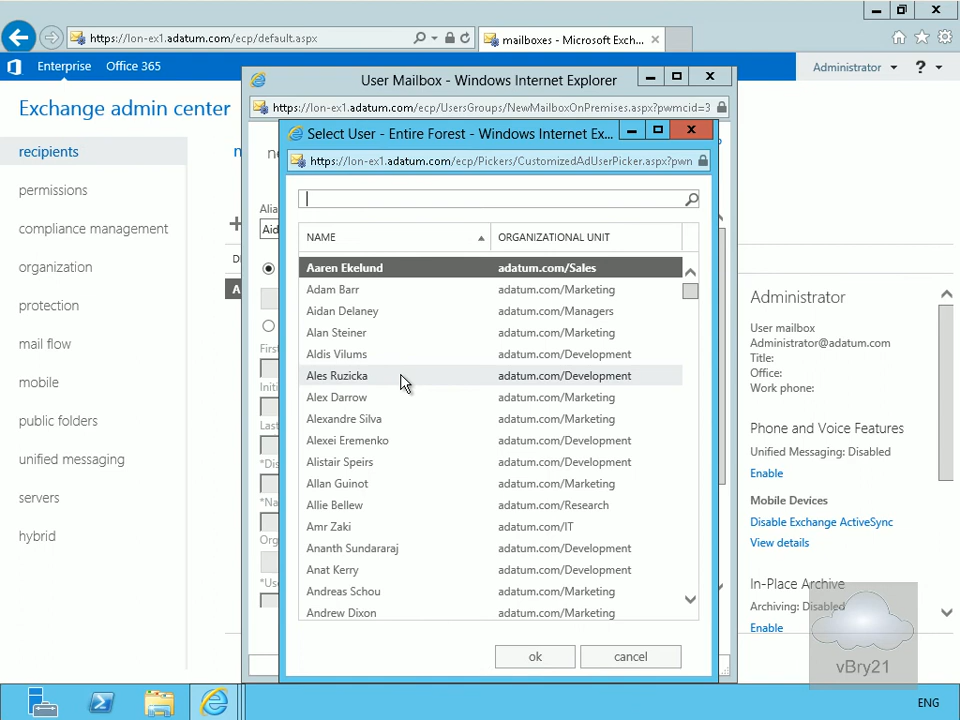 https://lon-ex1.adatum.com/ecp/default.aspx
mailboxes - Microsoft Exch...
Enterprise Office 365
Administrator ?
Exchange admin center
recipients
permissions
compliance management
organization
protection
mail flow
mobile
public folders
unified messaging
servers
hybrid
User Mailbox - Windows Internet Explorer
https://lon-ex1.adatum.com/ecp/UsersGroups/NewMailboxOnPremises.aspx?pwmcid=3
Alia
Aid
First
Initi
Last
*Dis
*Na
Org
*Use
Select User - Entire Forest - Windows Internet Ex...
https://lon-ex1.adatum.com/ecp/Pickers/CustomizedAdUserPicker.aspx?pwn
NAME ORGANIZATIONAL UNIT
Aaren Ekelund adatum.com/Sales
Adam Barr adatum.com/Marketing
Aidan Delaney adatum.com/Managers
Alan Steiner adatum.com/Marketing
Aldis Vilums adatum.com/Development
Ales Ruzicka adatum.com/Development
Alex Darrow adatum.com/Marketing
Alexandre Silva adatum.com/Marketing
Alexei Eremenko adatum.com/Development
Alistair Speirs adatum.com/Development
Allan Guinot adatum.com/Marketing
Allie Bellew adatum.com/Research
Amr Zaki adatum.com/IT
Ananth Sundararaj adatum.com/Development
Anat Kerry adatum.com/Development
Andreas Schou adatum.com/Marketing
Andrew Dixon adatum.com/Marketing
ok cancel
Administrator
User mailbox
Administrator@adatum.com
Title:
Office:
Work phone:
Phone and Voice Features
Unified Messaging: Disabled
Enable
Mobile Devices
Disable Exchange ActiveSync
View details
In-Place Archive
Archiving: Disabled
Enable
vBry21
ENG